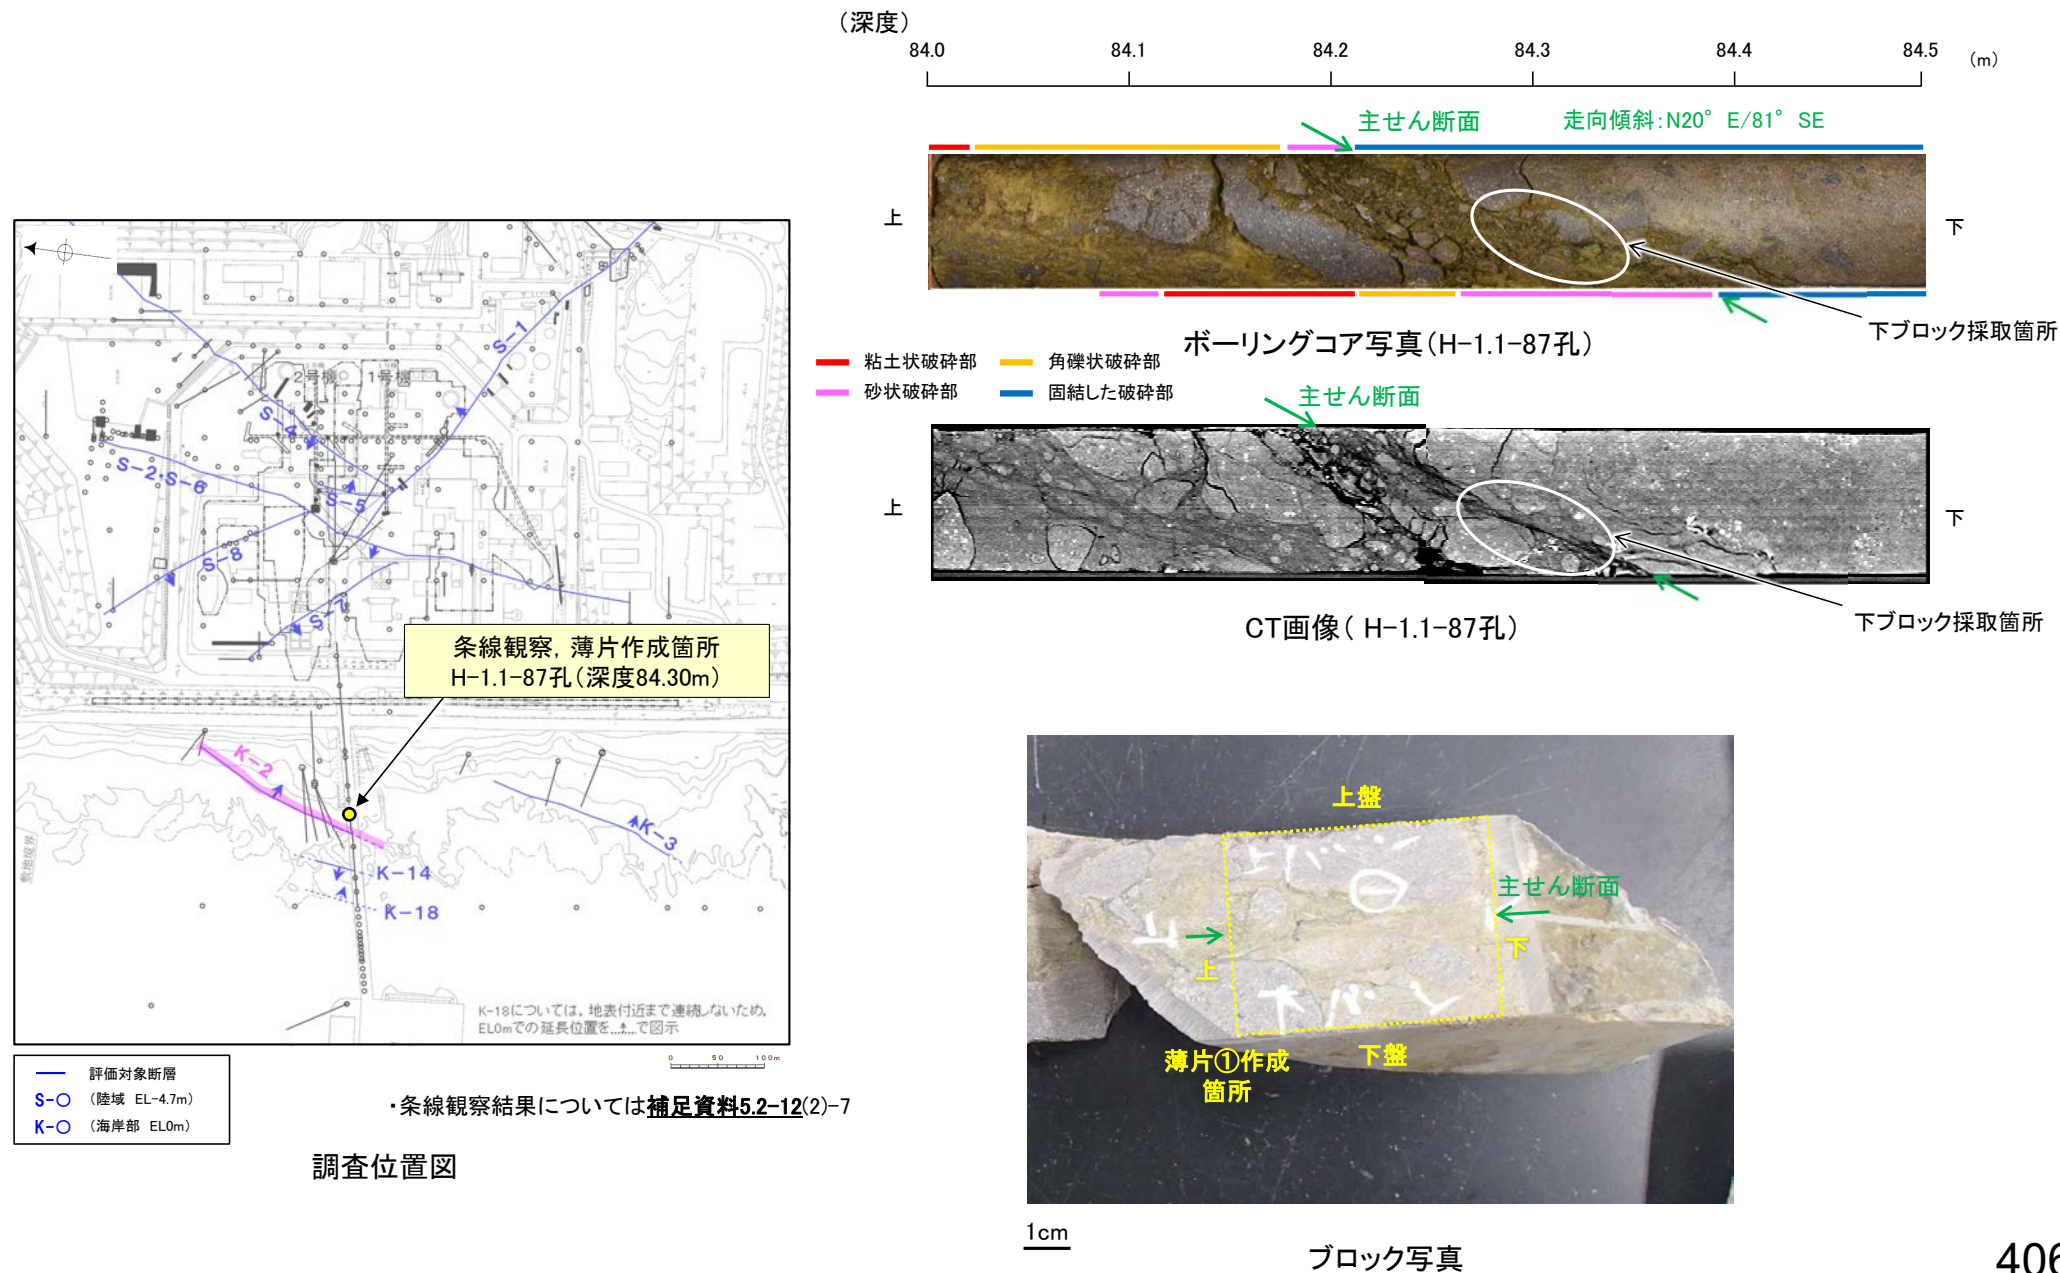 （深度）
84.0
84.1
84.2
84.3
84.4
84.5
（m）
主せん断面
走向傾斜：N20°E/81°SE
上
下
下ブロック採取箇所
ボーリングコア写真（H-1.1-87孔）
粘土状破砕部
角礫状破砕部
砂状破砕部
固結した破砕部
主せん断面
上
下
下ブロック採取箇所
CT画像（H-1.1-87孔）
S-1
2号機
1号機
S-4
S-2・S-6
S-5
S-8
S-7
条線観察，薄片作成箇所
H-1.1-87孔（深度84.30m）
K-2
K-3
K-14
K-18
敷地境界
K-18については，地表付近まで連続しないため，
EL0mでの延長位置を　で図示
評価対象断層
S-○（陸域 EL-4.7m）
K-○（海岸部 EL0m）
0 50 100m
・条線観察結果については補足資料5.2-12(2)-7
調査位置図
上盤
主せん断面
上
下
薄片①作成
箇所
下盤
1cm
ブロック写真
406